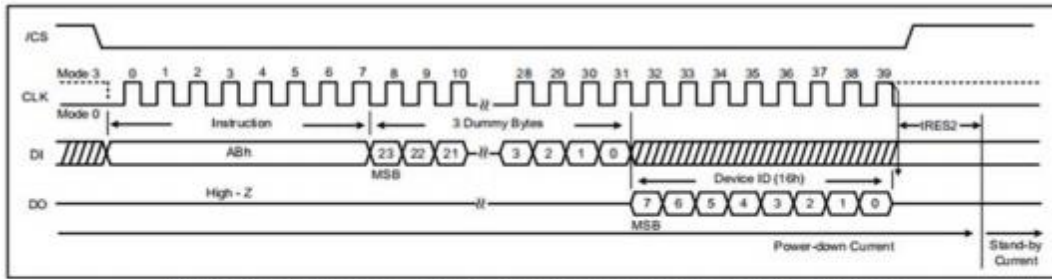 /CS
Mode 3 0 1 2 3 4 5 6 7 8 9 10 28 29 30 31 32 33 34 35 36 37 38 39
CLK
Mode 0 Instruction 3 Dummy Bytes tRES2
DI ABh 23 22 21 3 2 1 0
MSB Device ID (16h)
High - Z
DO 7 6 5 4 3 2 1 0
MSB
Power-down Current Stand-by
Current